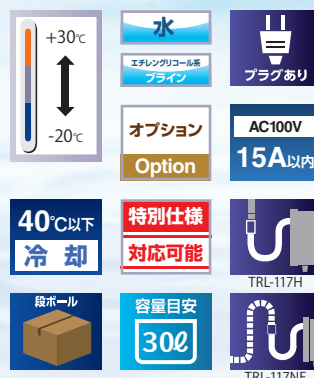 +30℃
-20℃
水
エチレングリコール系
ブライン
プラグあり
オプション
Option
AC100V
15A以内
40℃以下
冷却
特別仕様
対応可能
TRL-117H
段ボール
容量目安
30ℓ
TRL-117NF